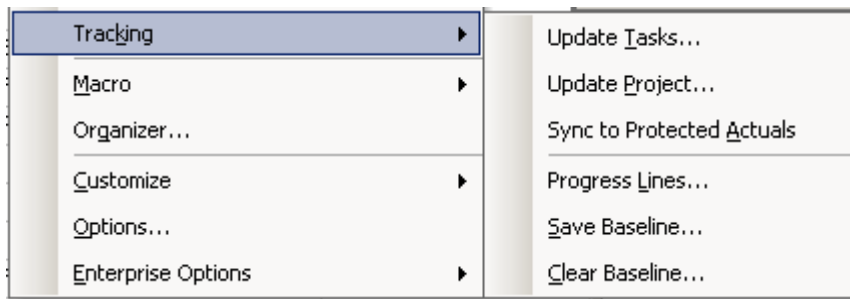 Tracking
Macro
Organizer...
Customize
Options...
Enterprise Options
Update Tasks...
Update Project...
Sync to Protected Actuals
Progress Lines...
Save Baseline...
Clear Baseline...